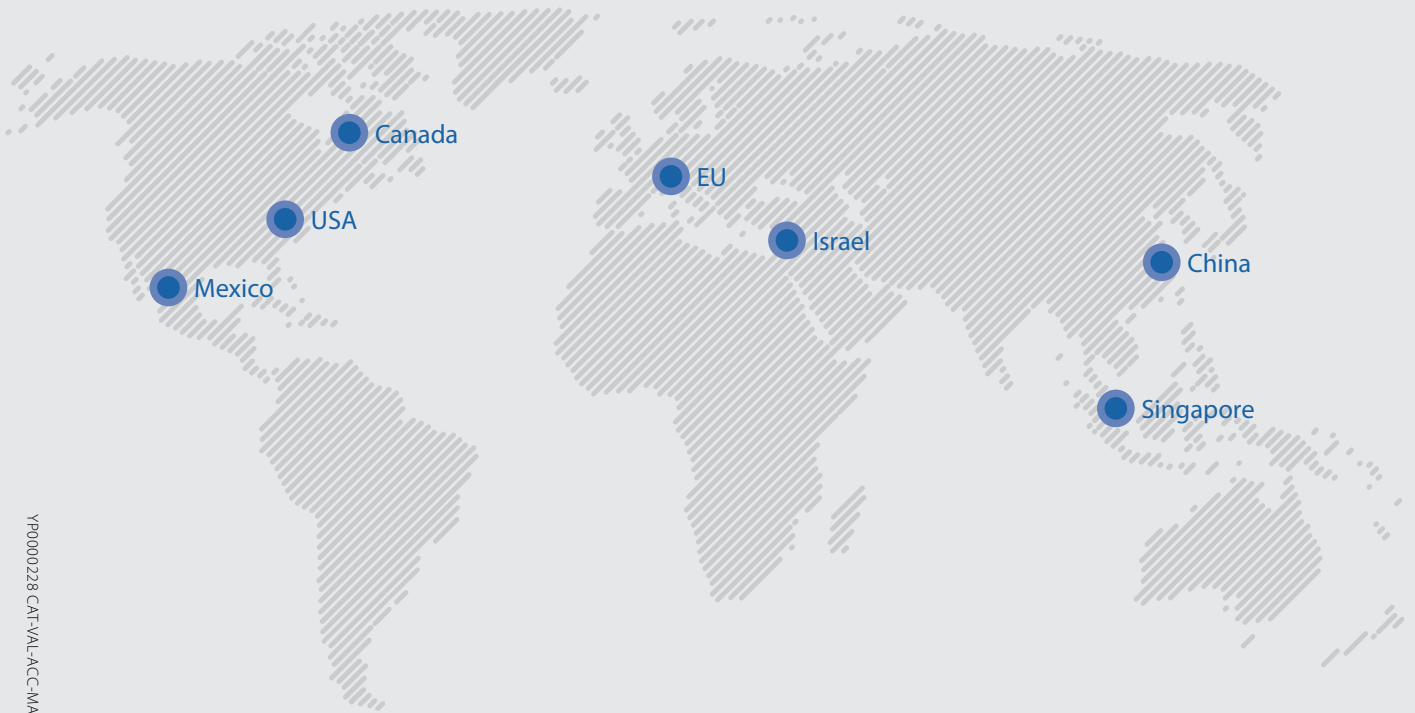 Canada
EU
USA
Israel
China
Mexico
Singapore
YP0000228 CAT-VAL-ACC-MA